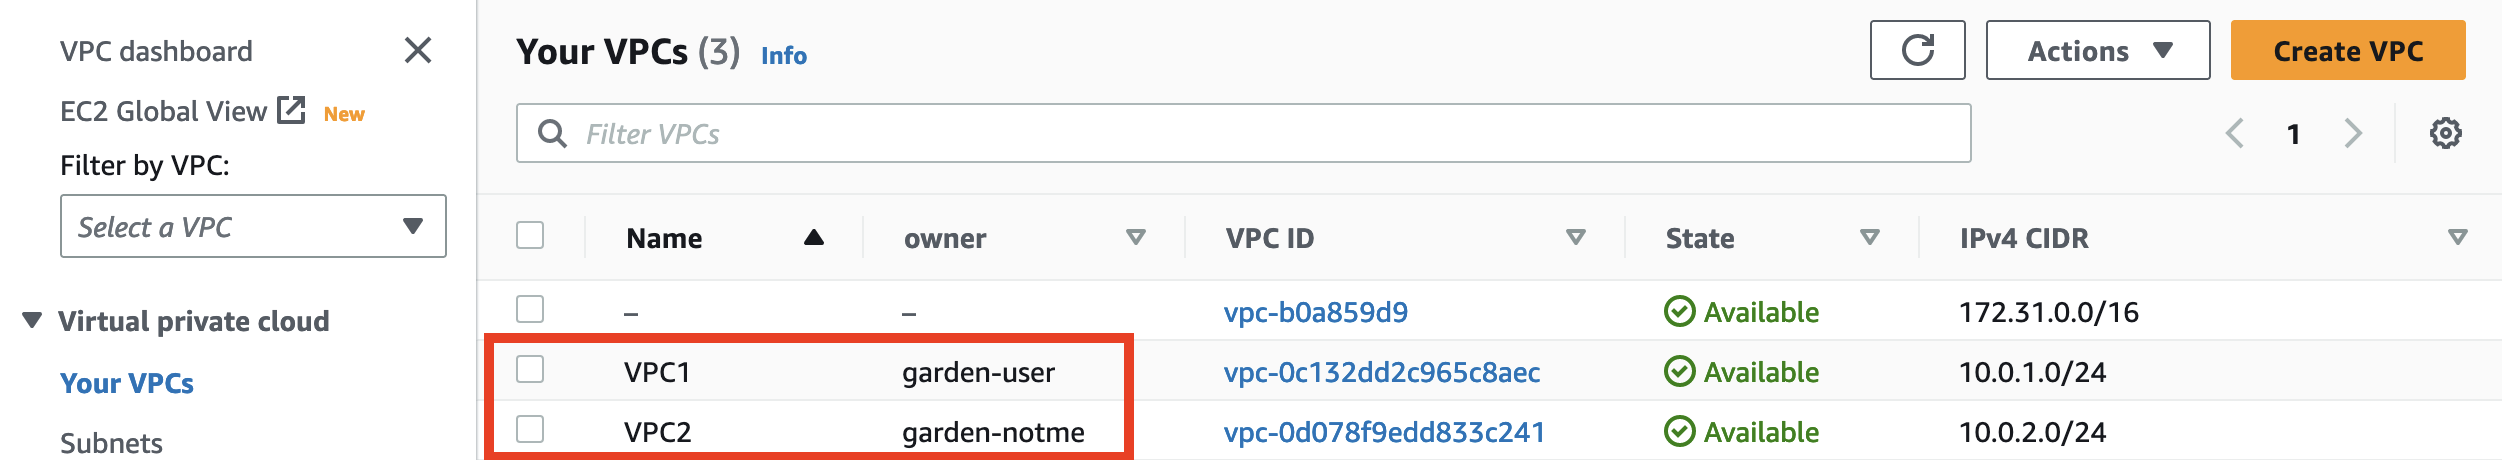 VPC dashboard
EC2 Global View New
Filter by VPC:
Select a VPC
Virtual private cloud
Your VPCs
Subnets
Your VPCs (3) Info
Actions
Create VPC
Filter VPCs
1
Name owner VPC ID State IPv4 CIDR
– – vpc-b0a859d9 Available 172.31.0.0/16
VPC1 garden-user vpc-0c132dd2c965c8aec Available 10.0.1.0/24
VPC2 garden-notme vpc-0d078f9edd833c241 Available 10.0.2.0/24